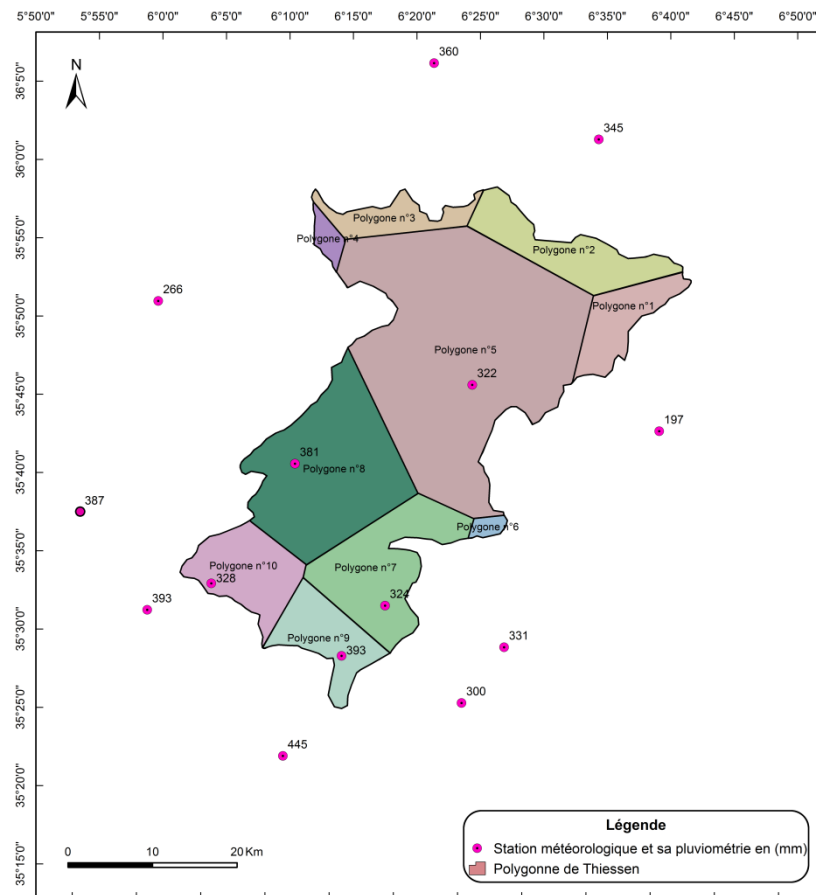 5°50'0" 5°55'0" 6°0'0" 6°5'0" 6°10'0" 6°15'0" 6°20'0" 6°25'0" 6°30'0" 6°35'0" 6°40'0" 6°45'0" 6°50'0"
36°5'0"
36°0'0"
35°55'0"
35°50'0"
35°45'0"
35°40'0"
35°35'0"
35°30'0"
35°25'0"
35°20'0"
35°15'0"
N
360
345
Polygone n°3
Polygone n°4
Polygone n°2
266
Polygone n°1
Polygone n°5
322
197
381
Polygone n°8
387
Polygone n°6
Polygone n°10
Polygone n°7
328
324
393
Polygone n°9
331
393
300
445
Légende
Station météorologique et sa pluviométrie en (mm)
Polygonne de Thiessen
0 10 20 Km